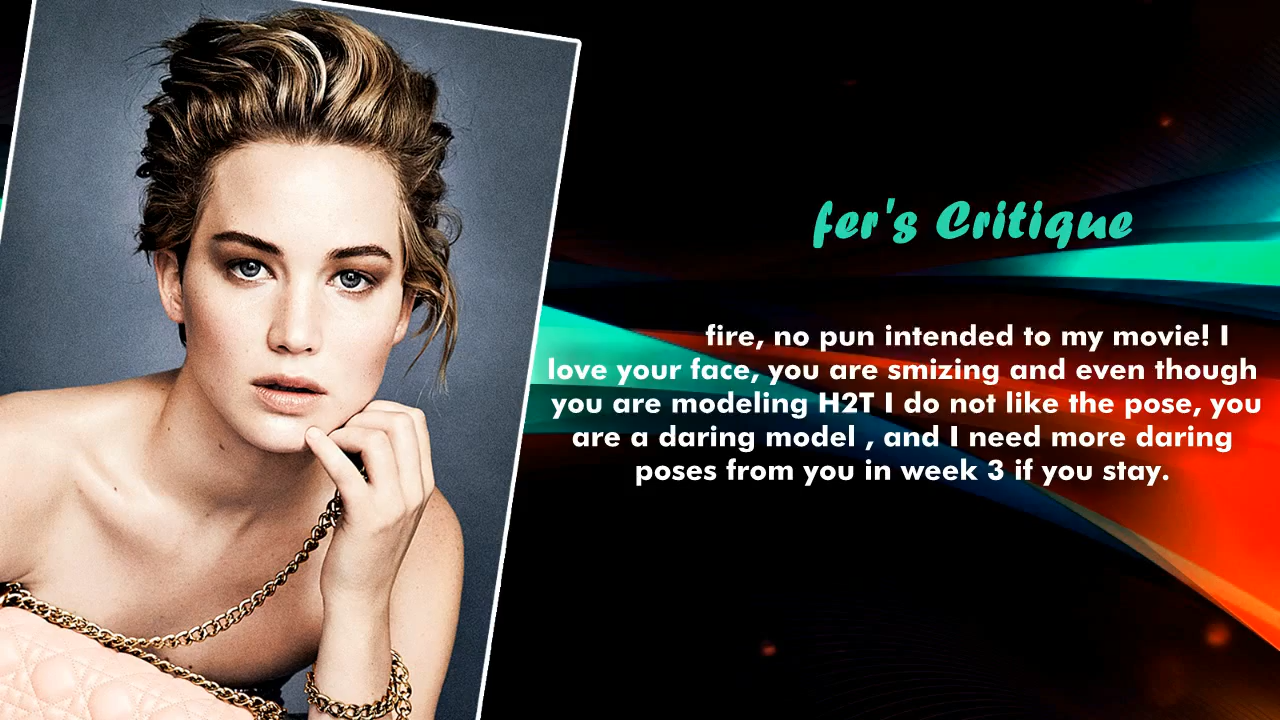 fer's Critique
fire, no pun intended to my movie! I
love your face, you are smizing and even though
you are modeling H2T I do not like the pose, you
are a daring model , and I need more daring
poses from you in week 3 if you stay.